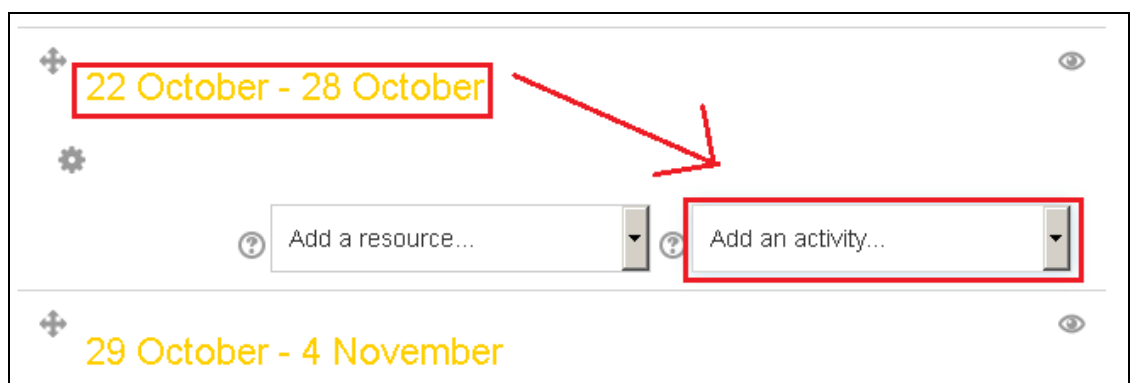 22 October - 28 October
Add a resource... Add an activity...
29 October - 4 November